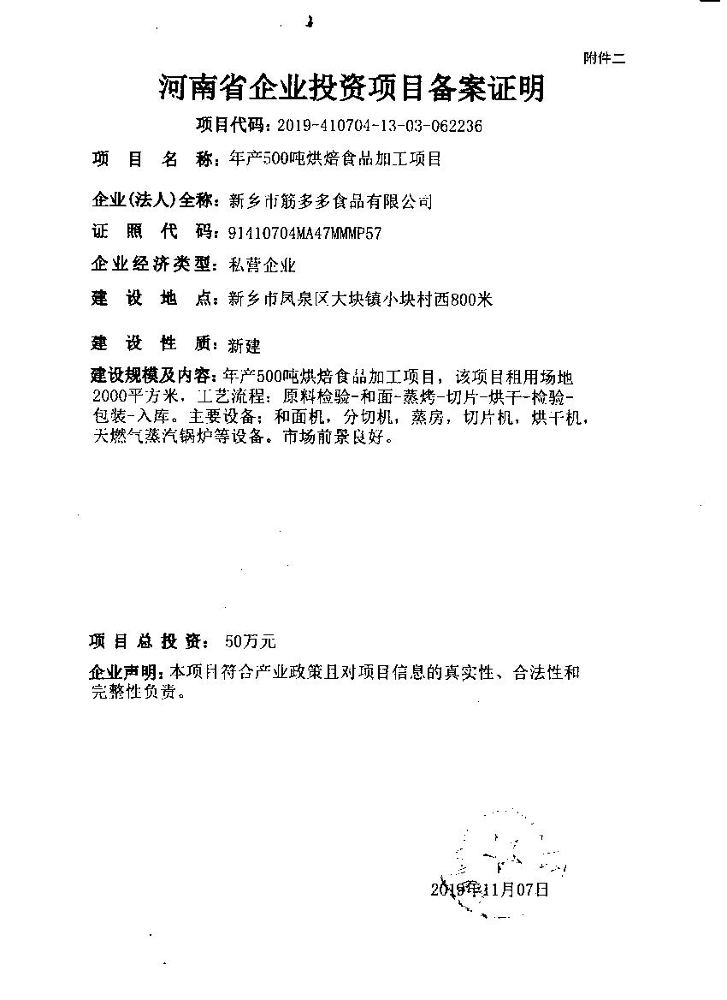 附件二
河南省企业投资项目备案证明
项目代码：2019-410704-13-03-062236
项 目 名 称：年产500吨烘焙食品加工项目
企业(法人)全称：新乡市筋多多食品有限公司
证 照 代 码：91410704MA47MMMP57
企业经济类型：私营企业
建 设 地 点：新乡市凤泉区大块镇小块村西800米
建 设 性 质：新建
建设规模及内容：年产500吨烘焙食品加工项目，该项目租用场地
2000平方米，工艺流程：原料检验-和面-蒸烤-切片-烘干-检验-
包装-入库。主要设备：和面机，分切机，蒸房，切片机，烘干机，
天燃气蒸汽锅炉等设备。市场前景良好。
项 目 总 投 资： 50万元
企业声明：本项目符合产业政策且对项目信息的真实性、合法性和
完整性负责。
2019年11月07日